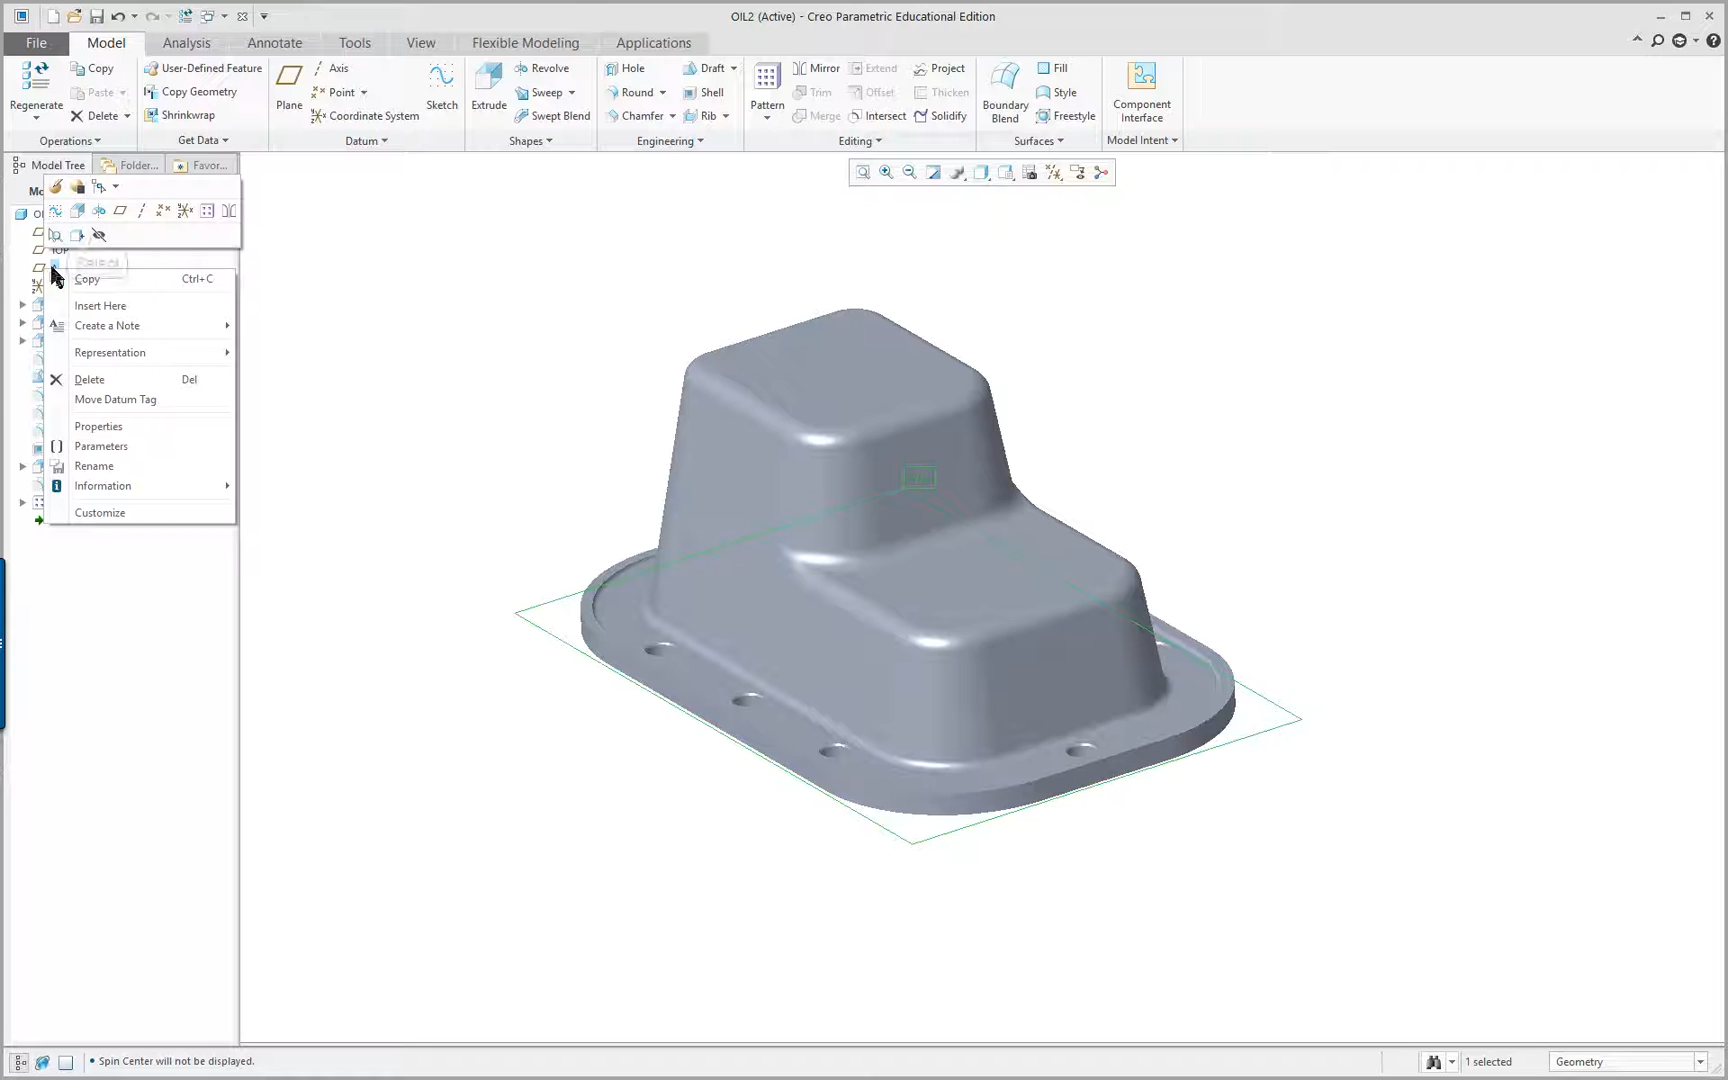 OIL2 (Active) - Creo Parametric Educational Edition
File Model Analysis Annotate Tools View Flexible Modeling Applications
Regenerate
Copy
Paste
Delete
Operations
User-Defined Feature
Copy Geometry
Shrinkwrap
Get Data
Plane
Axis
Point
Coordinate System
Sketch
Datum
Extrude
Revolve
Sweep
Swept Blend
Shapes
Hole
Round
Chamfer
Draft
Shell
Rib
Engineering
Pattern
Mirror
Trim
Merge
Extend
Offset
Intersect
Project
Thicken
Solidify
Editing
Boundary
Blend
Fill
Style
Freestyle
Surfaces
Component
Interface
Model Intent
Model Tree Folder... Favor...
Copy Ctrl+C
Insert Here
Create a Note
Representation
Delete Del
Move Datum Tag
Properties
Parameters
Rename
Information
Customize
• Spin Center will not be displayed.
1 selected
Geometry